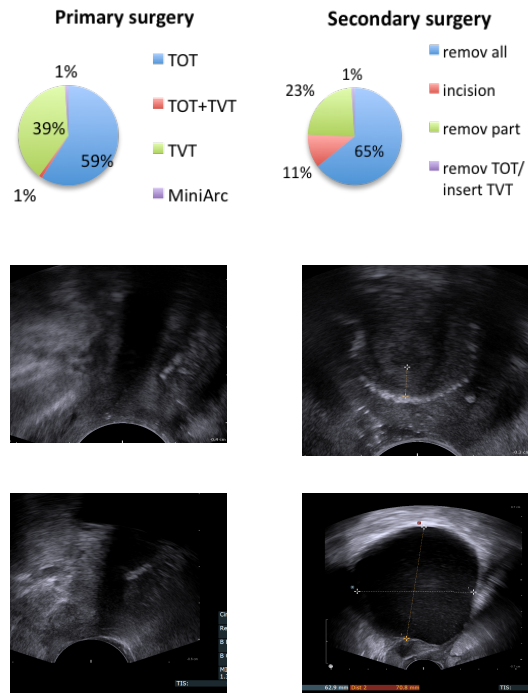 Primary surgery
1%
39%
59%
1%
TOT
TOT+TVT
TVT
MiniArc
Secondary surgery
1%
23%
11%
65%
remov all
incision
remov part
remov TOT/
insert TVT
TIS:
62.9 mm Dist 2 70.8 mm
TIS: